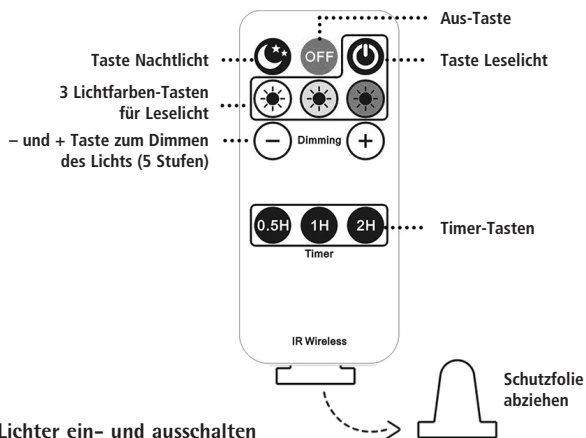 Aus-Taste
Taste Nachtlicht
OFF
Taste Leselicht
3 Lichtfarben-Tasten
für Leselicht
– und + Taste zum Dimmen
des Lichts (5 Stufen)
− Dimming +
0.5H 1H 2H
Timer-Tasten
Timer
IR Wireless
Schutzfolie
abziehen
Lichter ein- und ausschalten